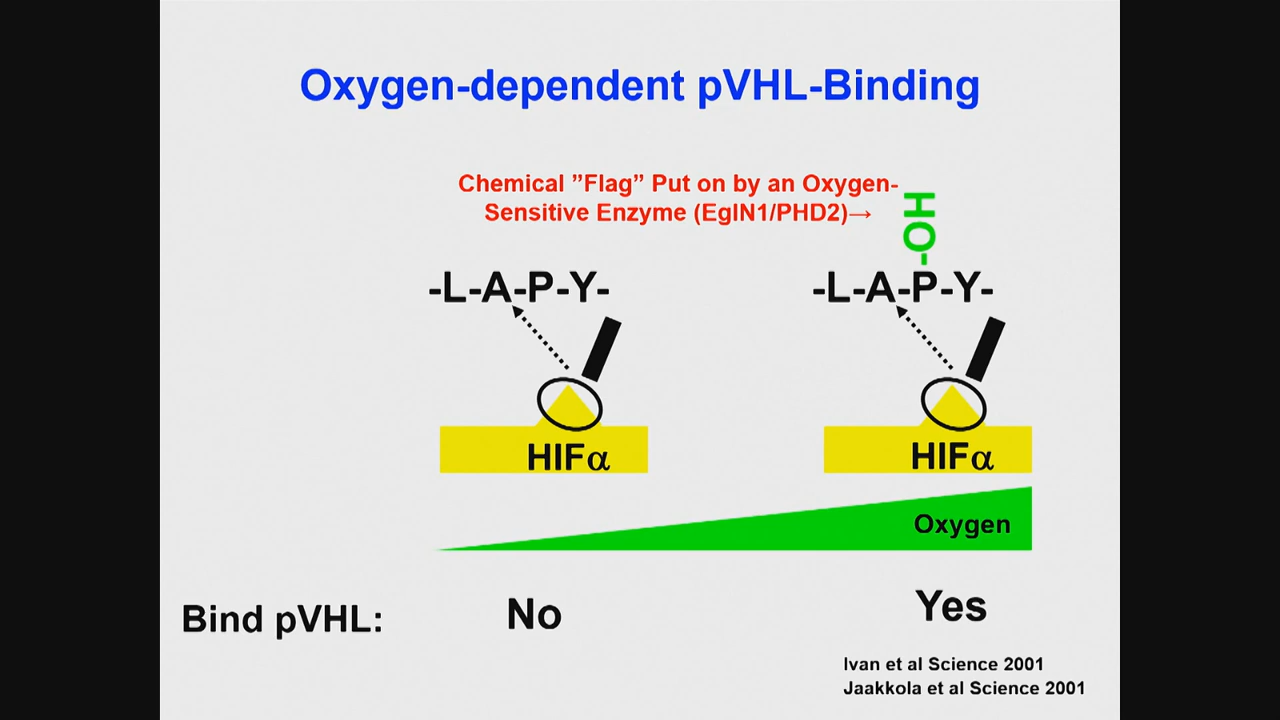 Oxygen-dependent pVHL-Binding
Chemical ”Flag” Put on by an Oxygen-
Sensitive Enzyme (EglN1/PHD2)→
HO-
-L-A-P-Y-
-L-A-P-Y-
HIFα
HIFα
Oxygen
Bind pVHL:
No
Yes
Ivan et al Science 2001
Jaakkola et al Science 2001